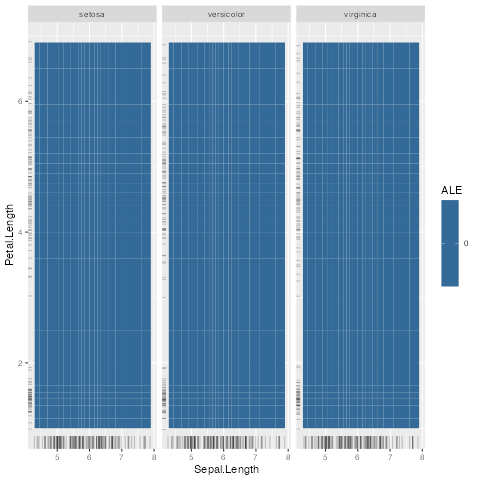 setosa versicolor virginica
6
4
2
Petal.Length
5 6 7 8 5 6 7 8 5 6 7 8
Sepal.Length
ALE
0